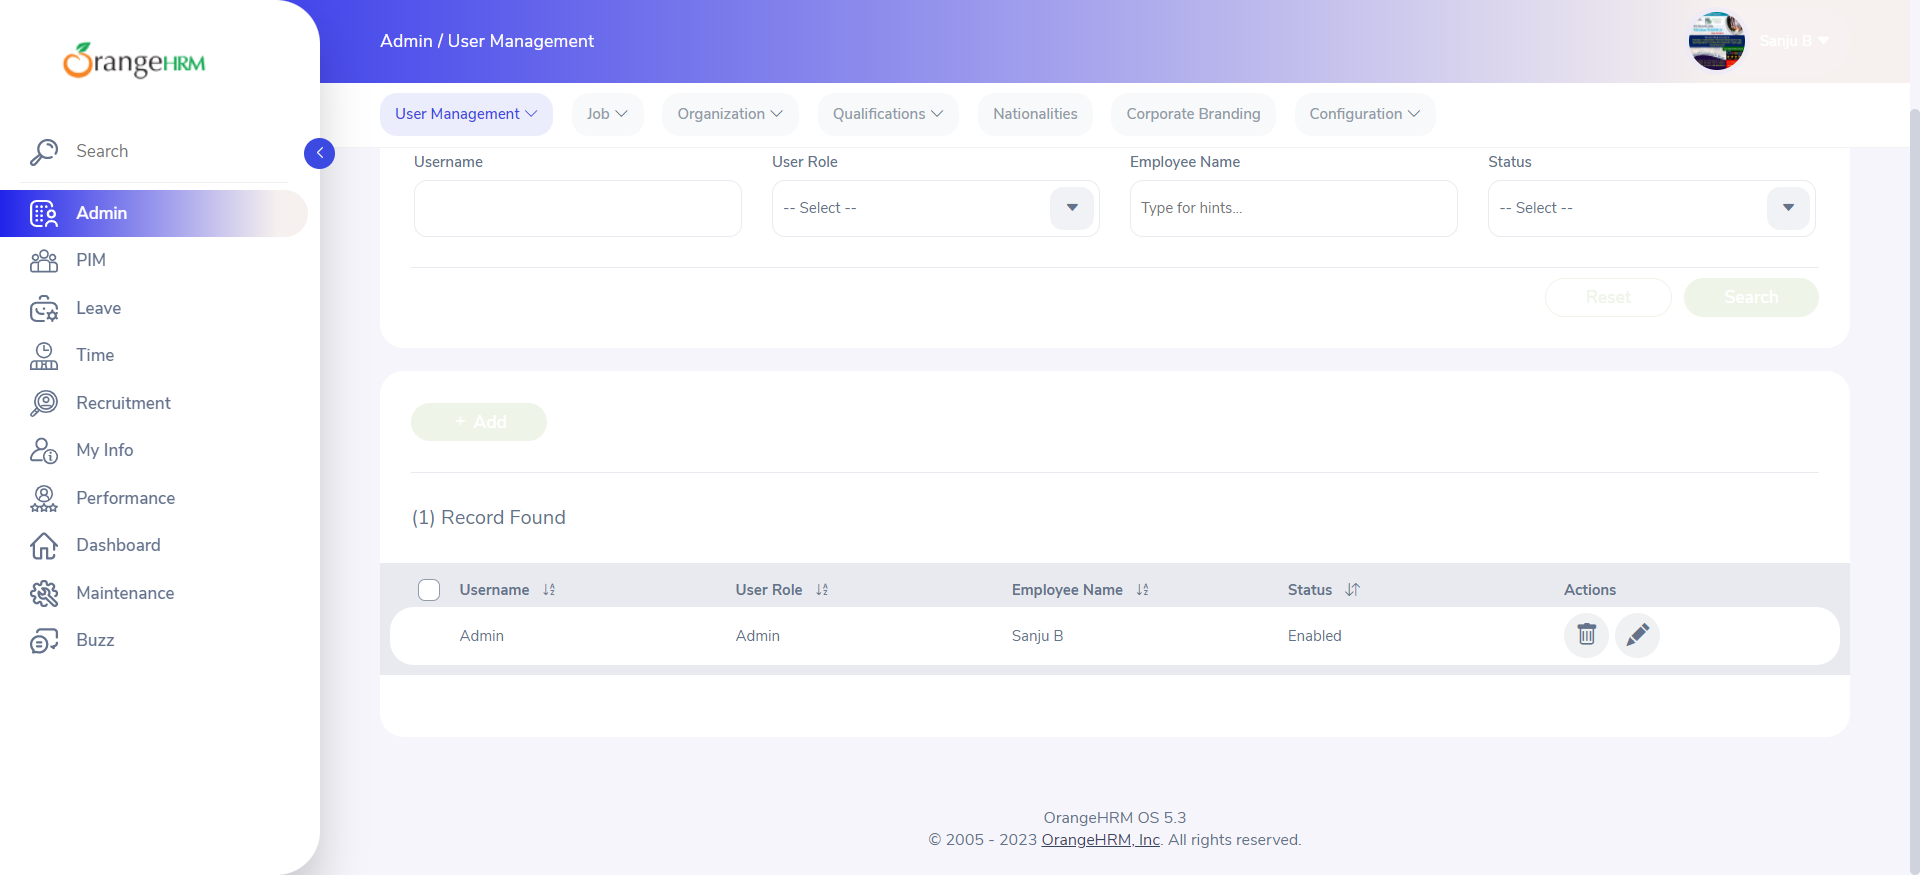 OrangeHRM
Admin / User Management
Sanju B
User Management
Job
Organization
Qualifications
Nationalities
Corporate Branding
Configuration
Search
Admin
PIM
Leave
Time
Recruitment
My Info
Performance
Dashboard
Maintenance
Buzz
Username
User Role
Employee Name
Status
-- Select --
Type for hints...
-- Select --
Reset
Search
+ Add
(1) Record Found
Username
User Role
Employee Name
Status
Actions
Admin
Admin
Sanju B
Enabled
OrangeHRM OS 5.3
© 2005 - 2023 OrangeHRM, Inc. All rights reserved.